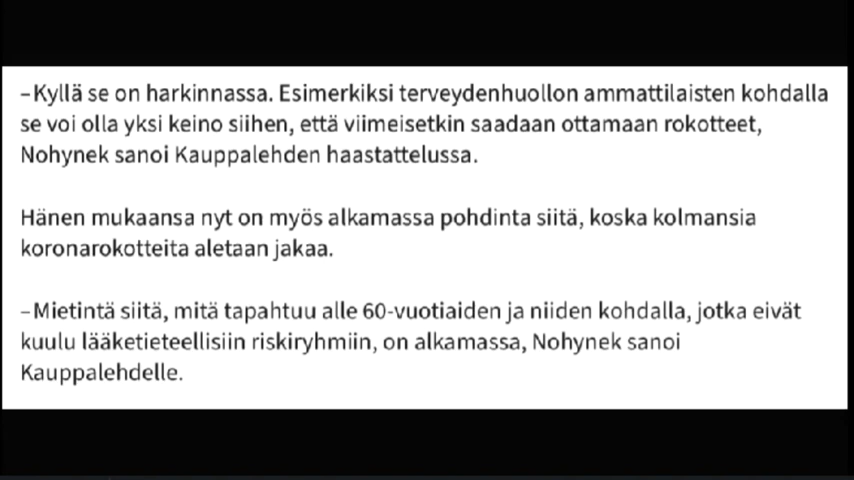 –Kyllä se on harkinnassa. Esimerkiksi terveydenhuollon ammattilaisten kohdalla
se voi olla yksi keino siihen, että viimeisetkin saadaan ottamaan rokotteet,
Nohynek sanoi Kauppalehden haastattelussa.
Hänen mukaansa nyt on myös alkamassa pohdinta siitä, koska kolmansia
koronarokotteita aletaan jakaa.
–Mietintä siitä, mitä tapahtuu alle 60-vuotiaiden ja niiden kohdalla, jotka eivät
kuulu lääketieteellisiin riskiryhmiin, on alkamassa, Nohynek sanoi
Kauppalehdelle.